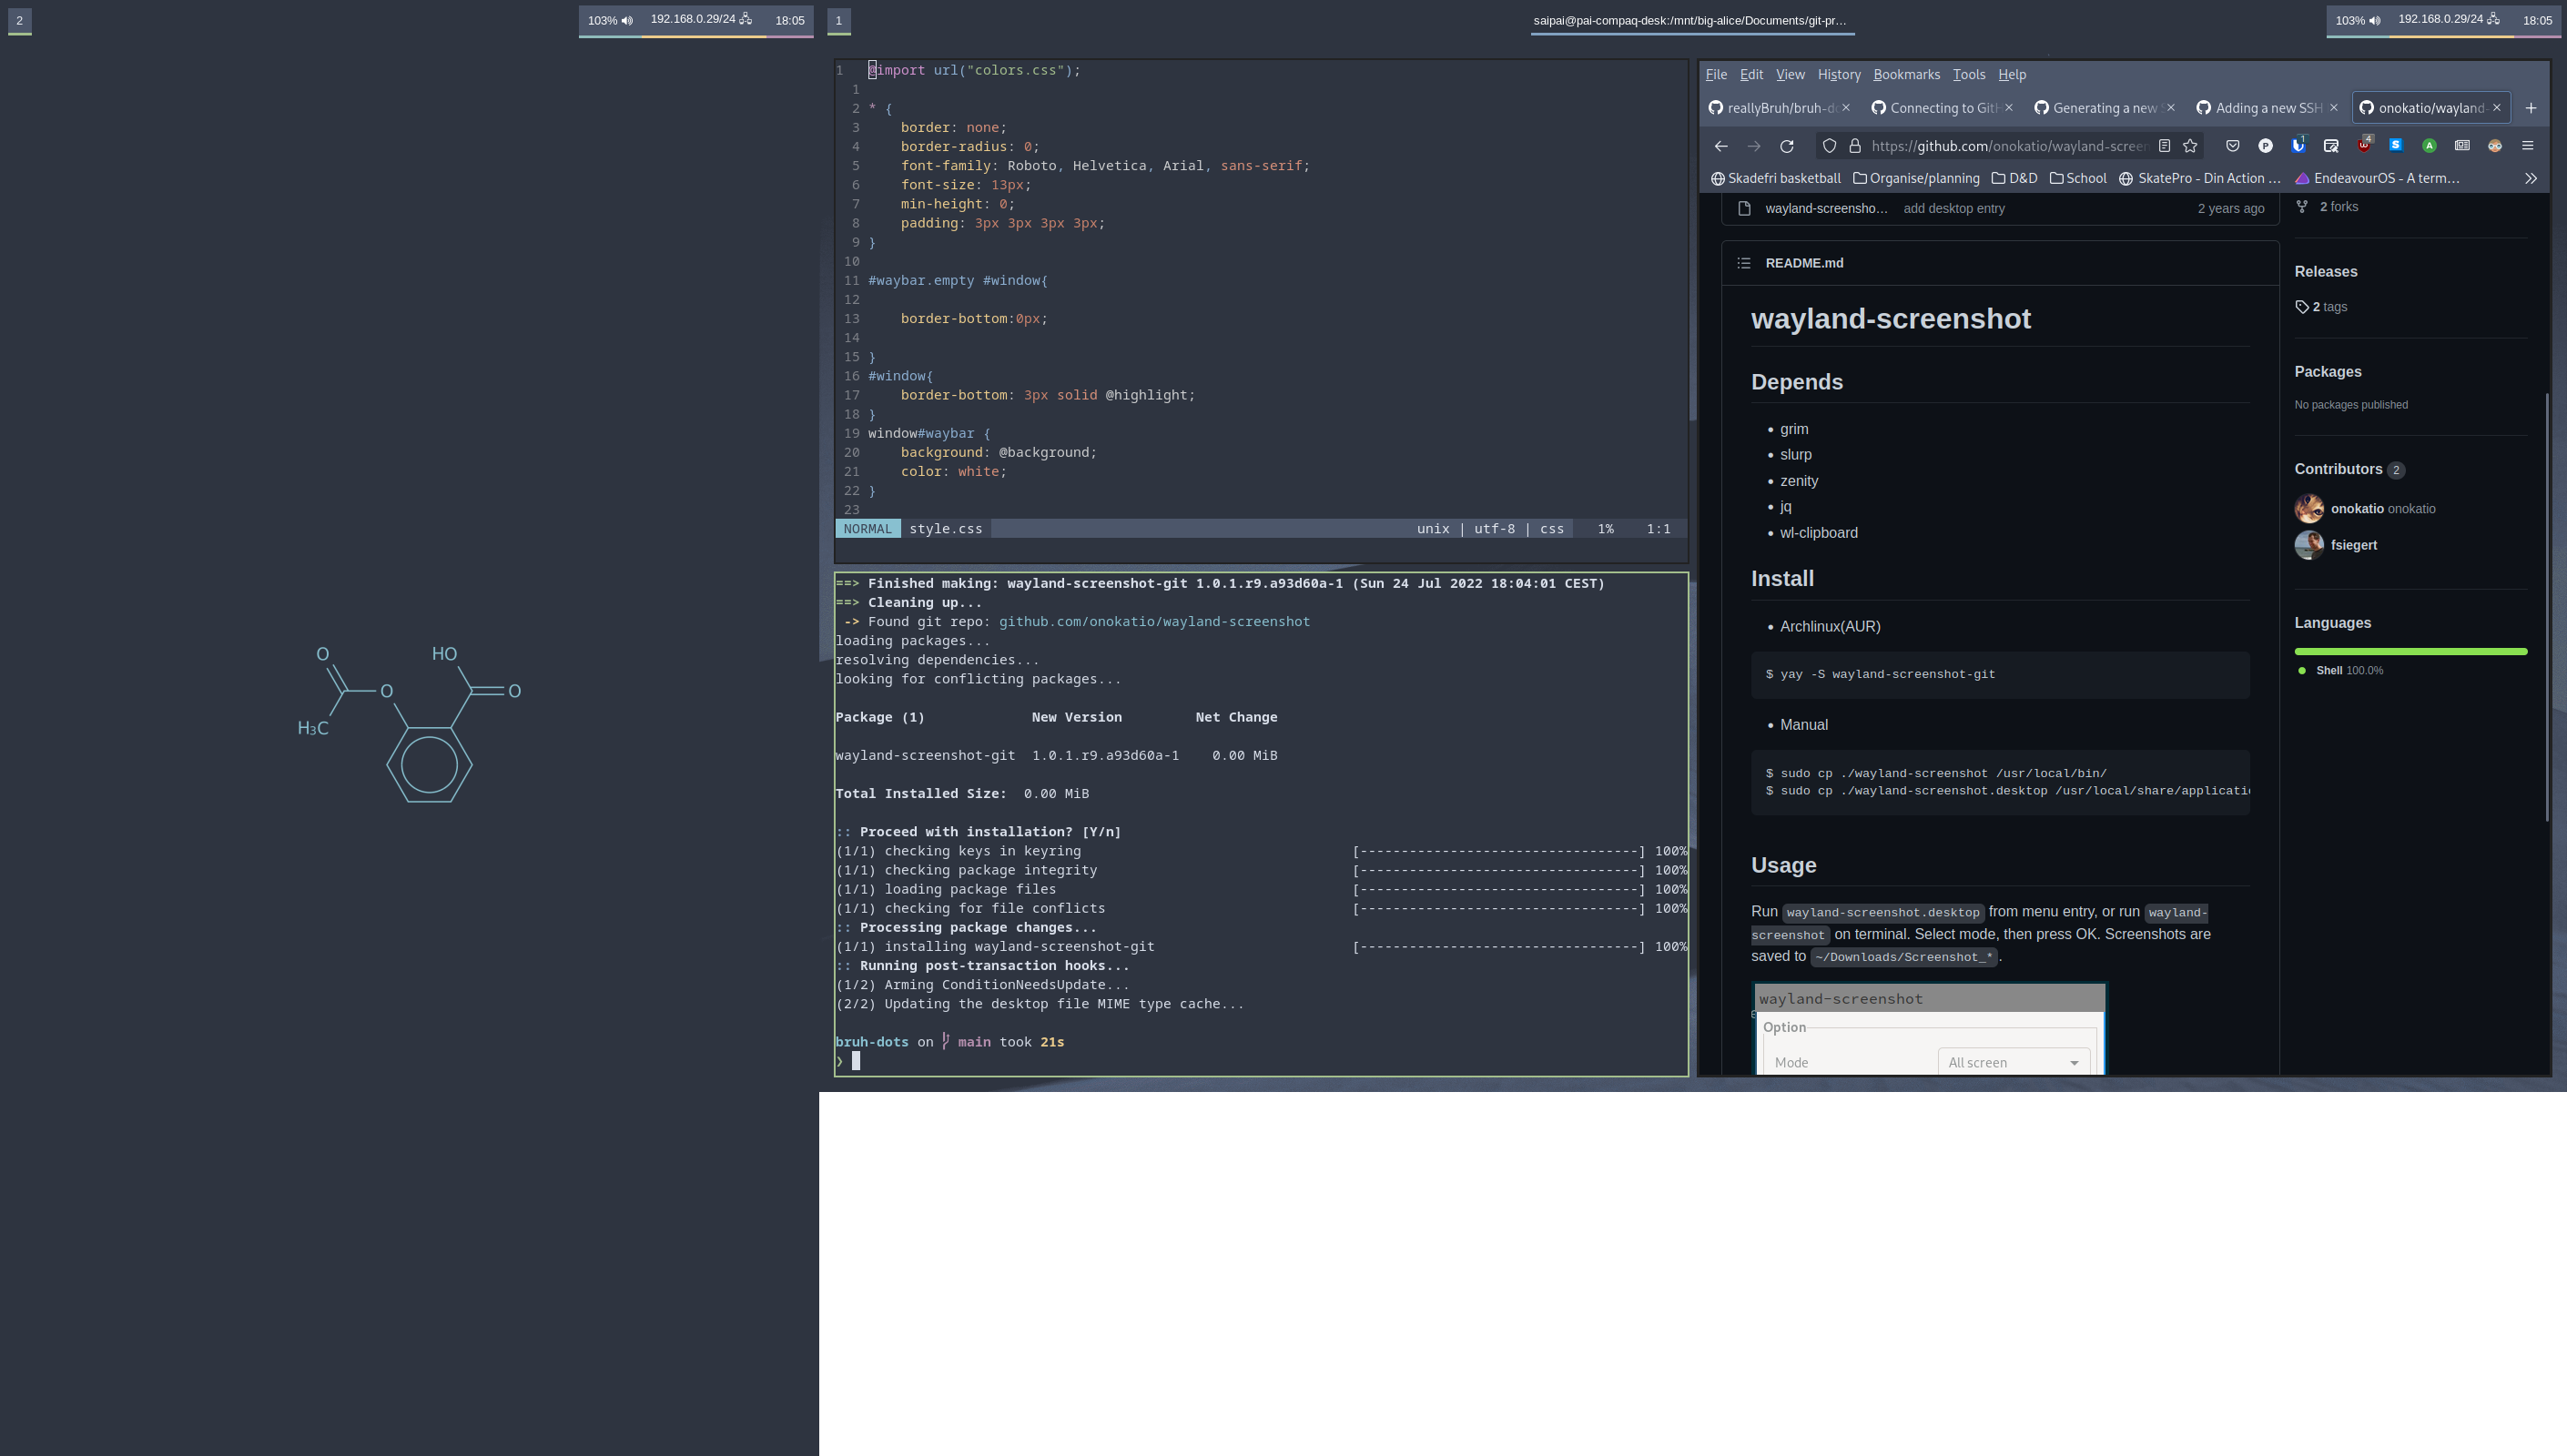 2
103%
192.168.0.29/24
18:05
O
HO
O
O
H₃C
1
saipai@pai-compaq-desk:/mnt/big-alice/Documents/git-pr…
103%
192.168.0.29/24
18:05
1 @import url("colors.css");
1
2 * {
3 border: none;
4 border-radius: 0;
5 font-family: Roboto, Helvetica, Arial, sans-serif;
6 font-size: 13px;
7 min-height: 0;
8 padding: 3px 3px 3px 3px;
9 }
10
11 #waybar.empty #window{
12
13 border-bottom:0px;
14
15 }
16 #window{
17 border-bottom: 3px solid @highlight;
18 }
19 window#waybar {
20 background: @background;
21 color: white;
22 }
23
NORMAL style.css unix | utf-8 | css 1% 1:1
==> Finished making: wayland-screenshot-git 1.0.1.r9.a93d60a-1 (Sun 24 Jul 2022 18:04:01 CEST)
==> Cleaning up...
-> Found git repo: github.com/onokatio/wayland-screenshot
loading packages...
resolving dependencies...
looking for conflicting packages...
Package (1) New Version Net Change
wayland-screenshot-git 1.0.1.r9.a93d60a-1 0.00 MiB
Total Installed Size: 0.00 MiB
:: Proceed with installation? [Y/n]
(1/1) checking keys in keyring [----------------------------------] 100%
(1/1) checking package integrity [----------------------------------] 100%
(1/1) loading package files [----------------------------------] 100%
(1/1) checking for file conflicts [----------------------------------] 100%
:: Processing package changes...
(1/1) installing wayland-screenshot-git [----------------------------------] 100%
:: Running post-transaction hooks...
(1/2) Arming ConditionNeedsUpdate...
(2/2) Updating the desktop file MIME type cache...
bruh-dots on main took 21s
❯
File Edit View History Bookmarks Tools Help
reallyBruh/bruh-do Connecting to GitH Generating a new S Adding a new SSH onokatio/wayland-
https://github.com/onokatio/wayland-screen
Skadefri basketball Organise/planning D&D School SkatePro - Din Action … EndeavourOS - A term…
wayland-screensho… add desktop entry 2 years ago
README.md
wayland-screenshot
Depends
• grim
• slurp
• zenity
• jq
• wl-clipboard
Install
• Archlinux(AUR)
$ yay -S wayland-screenshot-git
• Manual
$ sudo cp ./wayland-screenshot /usr/local/bin/
$ sudo cp ./wayland-screenshot.desktop /usr/local/share/applicatio
Usage
Run wayland-screenshot.desktop from menu entry, or run wayland-
screenshot on terminal. Select mode, then press OK. Screenshots are
saved to ~/Downloads/Screenshot_*.
wayland-screenshot
Option
Mode All screen
2 forks
Releases
2 tags
Packages
No packages published
Contributors 2
onokatio onokatio
fsiegert
Languages
Shell 100.0%